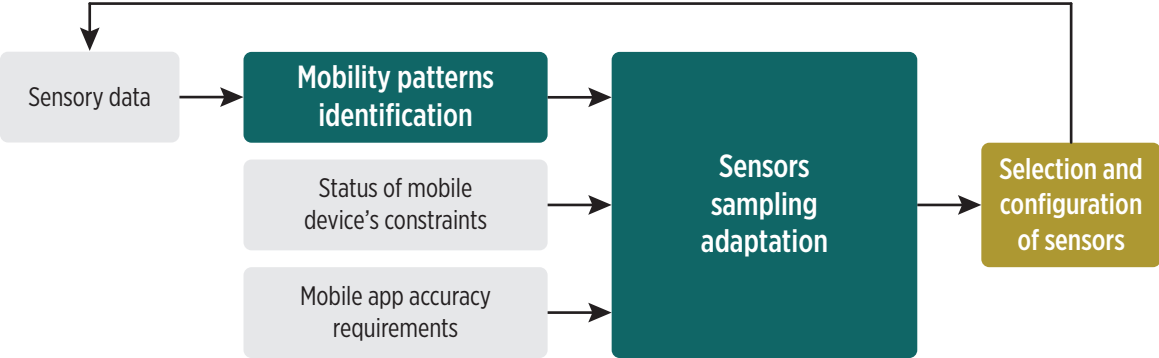 Sensory data
Mobility patterns
identification
Status of mobile
device's constraints
Mobile app accuracy
requirements
Sensors
sampling
adaptation
Selection and
configuration
of sensors